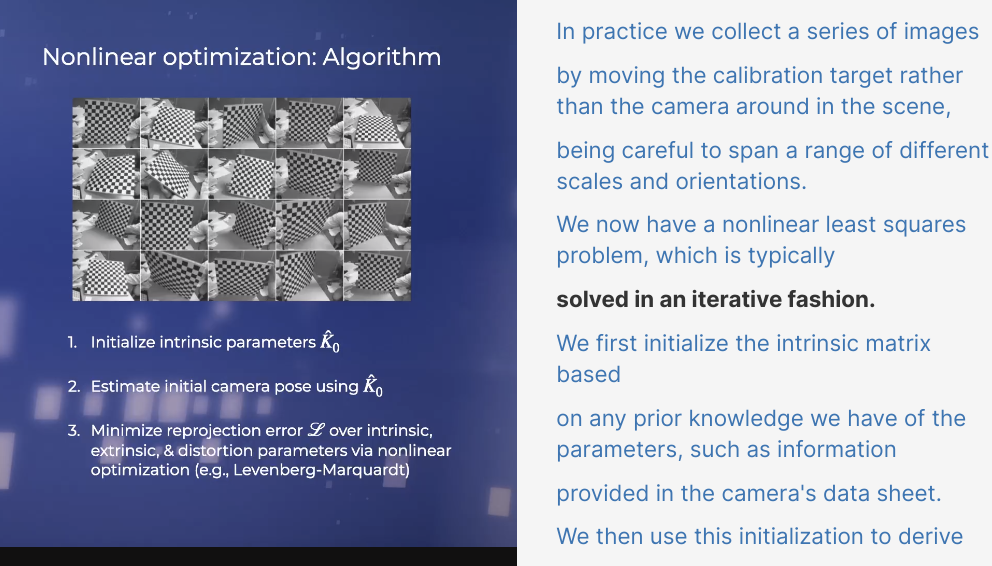 Nonlinear optimization: Algorithm
1. Initialize intrinsic parameters K̂₀
2. Estimate initial camera pose using K̂₀
3. Minimize reprojection error ℒ over intrinsic,
extrinsic, & distortion parameters via nonlinear
optimization (e.g., Levenberg-Marquardt)
In practice we collect a series of images
by moving the calibration target rather
than the camera around in the scene,
being careful to span a range of different
scales and orientations.
We now have a nonlinear least squares
problem, which is typically
solved in an iterative fashion.
We first initialize the intrinsic matrix
based
on any prior knowledge we have of the
parameters, such as information
provided in the camera's data sheet.
We then use this initialization to derive